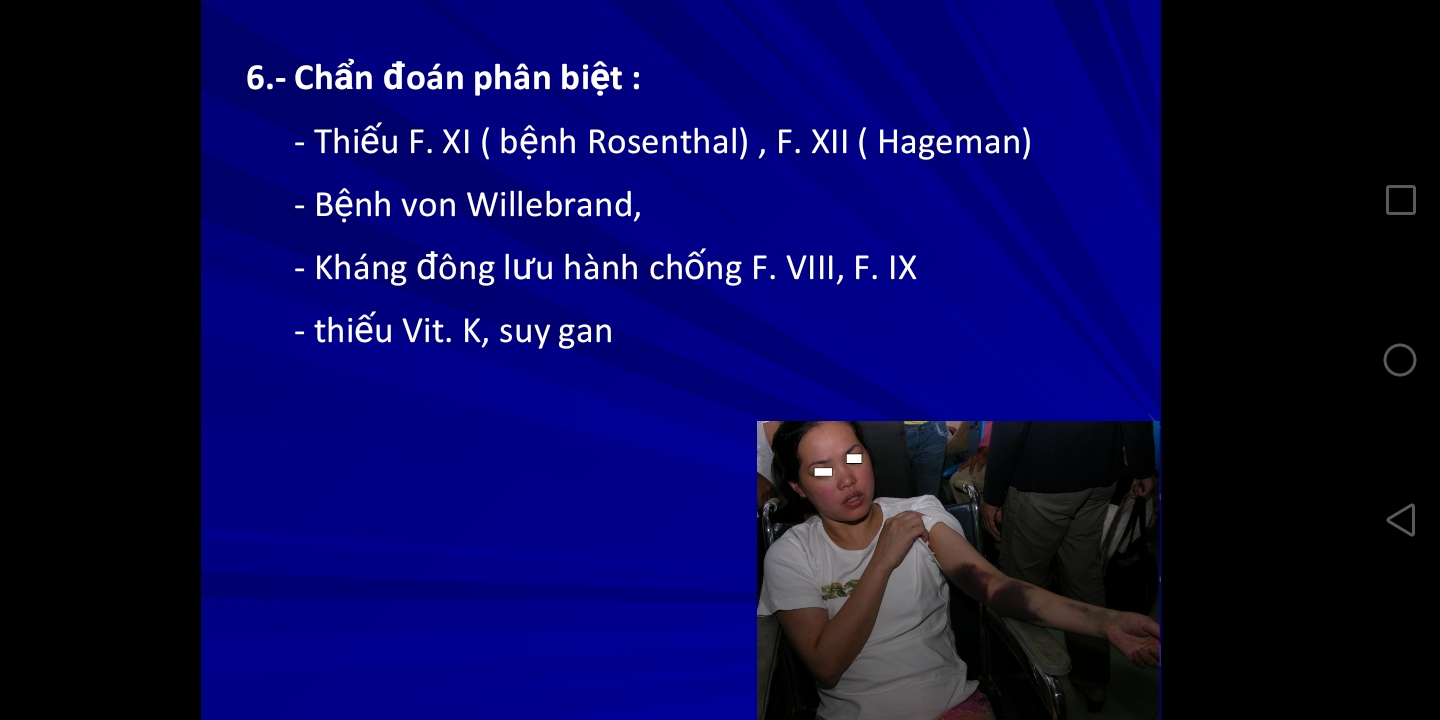 6.- Chẩn đoán phân biệt :
- Thiếu F. XI ( bệnh Rosenthal) , F. XII ( Hageman)
- Bệnh von Willebrand,
- Kháng đông lưu hành chống F. VIII, F. IX
- thiếu Vit. K, suy gan